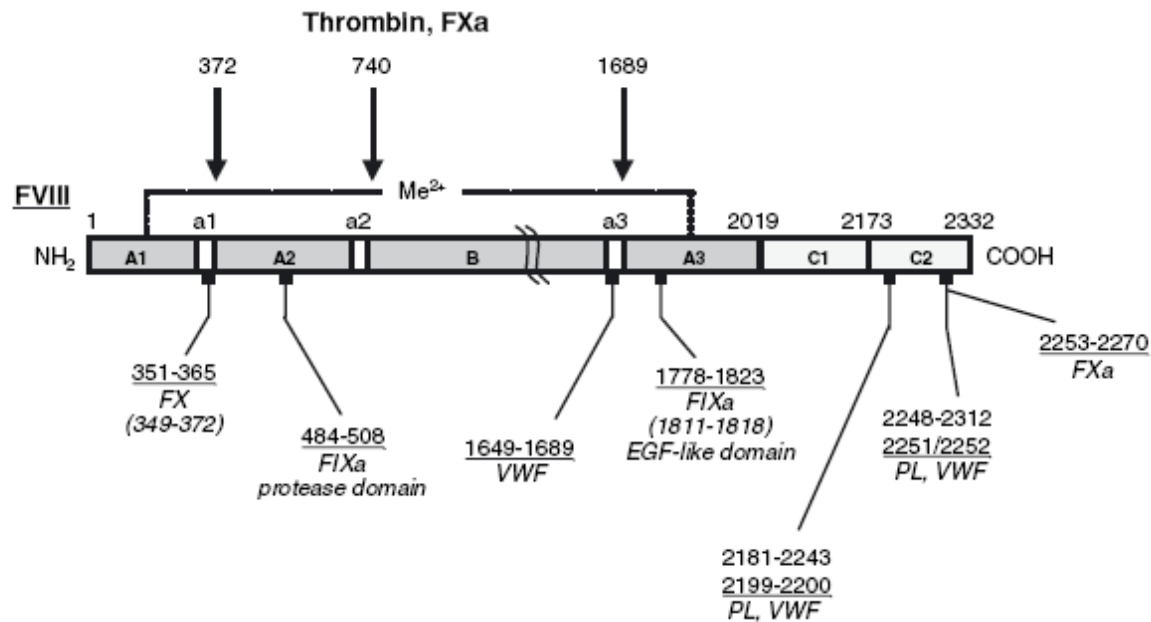 Thrombin, FXa
372 740 1689
FVIII
Me²⁺
1 a1 a2 a3 2019 2173 2332
NH₂ A1 A2 B A3 C1 C2 COOH
351-365
FX
(349-372)
484-508
FIXa
protease domain
1649-1689
VWF
1778-1823
FIXa
(1811-1818)
EGF-like domain
2253-2270
FXa
2248-2312
2251/2252
PL, VWF
2181-2243
2199-2200
PL, VWF